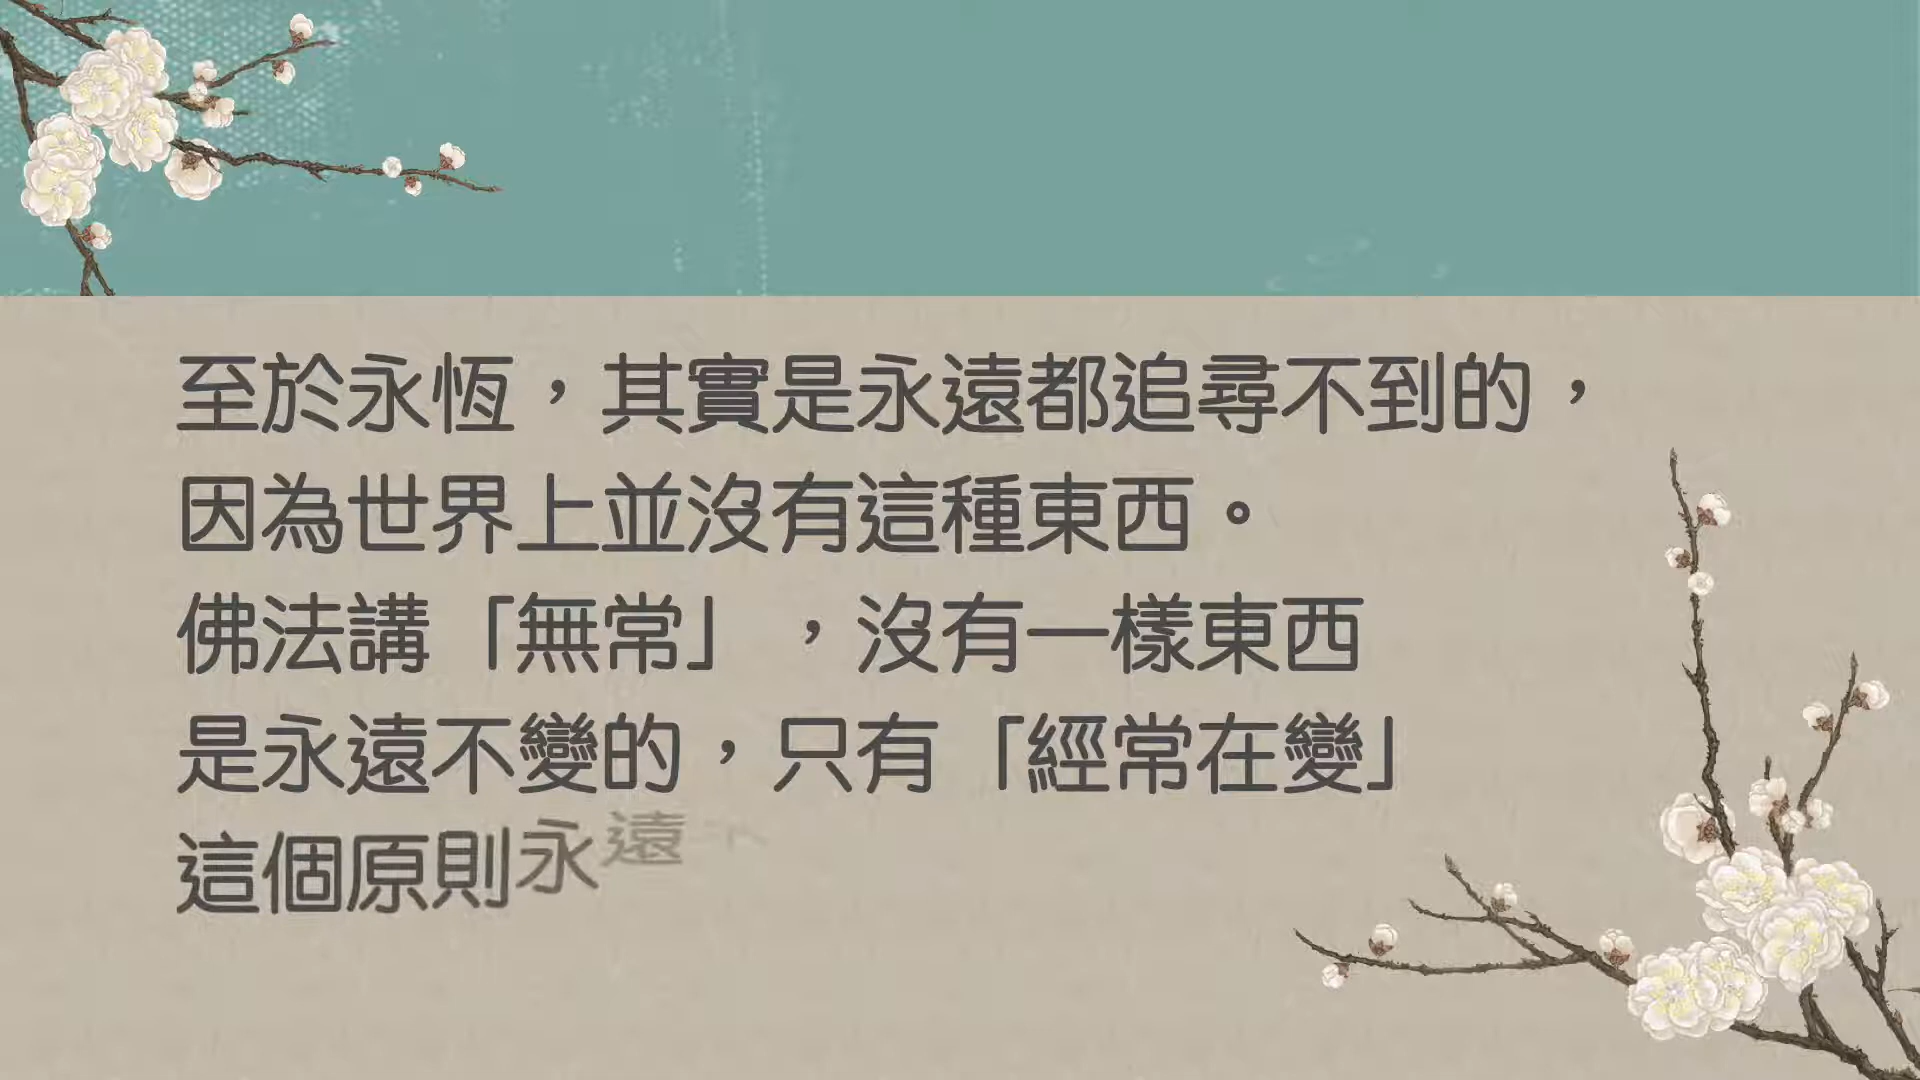 至於永恆，其實是永遠都追尋不到的，
因為世界上並沒有這種東西。
佛法講「無常」，沒有一樣東西
是永遠不變的，只有「經常在變」
這個原則永遠